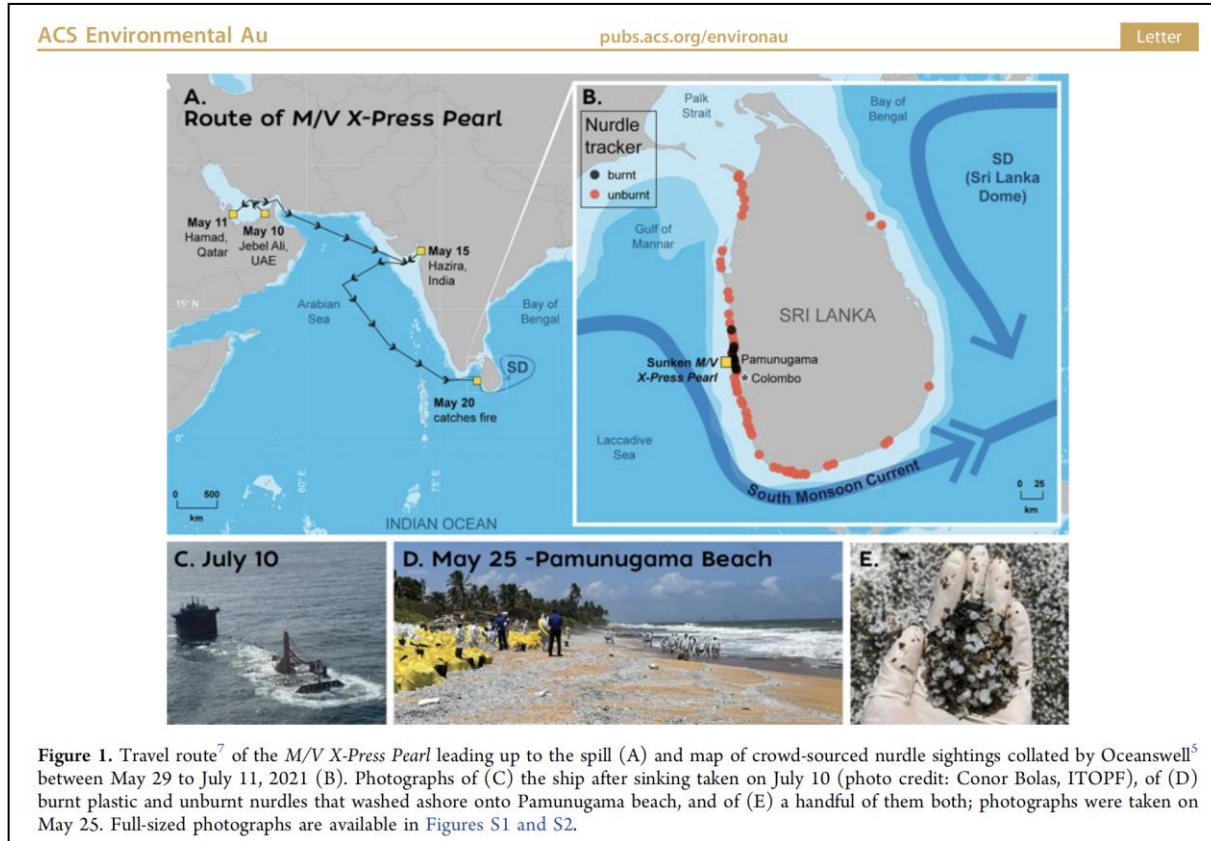 ACS Environmental Au
pubs.acs.org/environau
Letter
A.
Route of M/V X-Press Pearl
May 11
Hamad,
Qatar
May 10
Jebel Ali,
UAE
May 15
Hazira,
India
15° N
Arabian
Sea
Bay of
Bengal
SD
May 20
catches fire
0°
60° E
75° E
0 500
km
INDIAN OCEAN
B.
Nurdle
tracker
burnt
unburnt
Palk
Strait
Bay of
Bengal
SD
(Sri Lanka
Dome)
Gulf of
Mannar
SRI LANKA
Sunken M/V
X-Press Pearl
Pamunugama
* Colombo
Laccadive
Sea
South Monsoon Current
0 25
km
C. July 10
D. May 25 -Pamunugama Beach
E.
Figure 1. Travel route7 of the M/V X-Press Pearl leading up to the spill (A) and map of crowd-sourced nurdle sightings collated by Oceanswell5
between May 29 to July 11, 2021 (B). Photographs of (C) the ship after sinking taken on July 10 (photo credit: Conor Bolas, ITOPF), of (D)
burnt plastic and unburnt nurdles that washed ashore onto Pamunugama beach, and of (E) a handful of them both; photographs were taken on
May 25. Full-sized photographs are available in Figures S1 and S2.